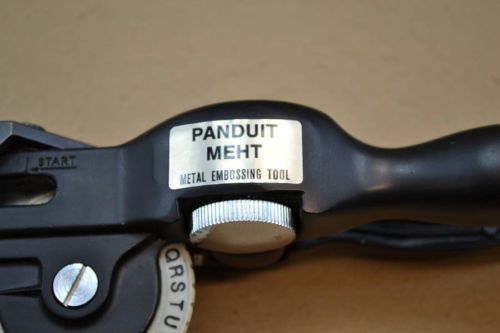 PANDUIT
MEHT
METAL EMBOSSING TOOL
START
QRSTU